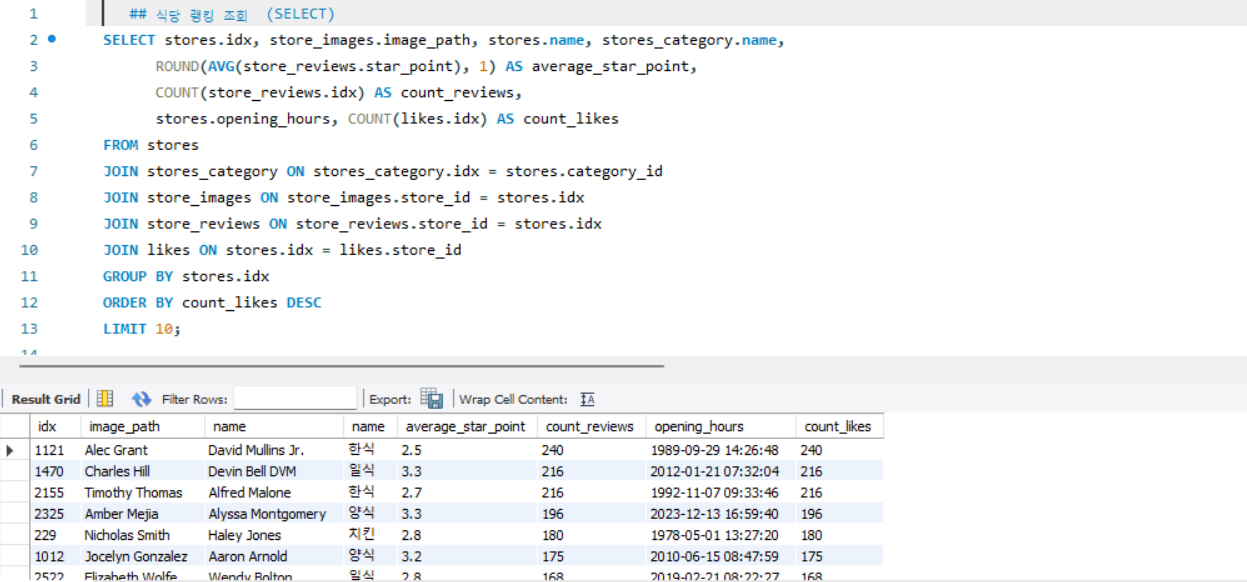 1 ## 식당 랭킹 조회 (SELECT)
2 SELECT stores.idx, store_images.image_path, stores.name, stores_category.name,
3 ROUND(AVG(store_reviews.star_point), 1) AS average_star_point,
4 COUNT(store_reviews.idx) AS count_reviews,
5 stores.opening_hours, COUNT(likes.idx) AS count_likes
6 FROM stores
7 JOIN stores_category ON stores_category.idx = stores.category_id
8 JOIN store_images ON store_images.store_id = stores.idx
9 JOIN store_reviews ON store_reviews.store_id = stores.idx
10 JOIN likes ON stores.idx = likes.store_id
11 GROUP BY stores.idx
12 ORDER BY count_likes DESC
13 LIMIT 10;
14
Result Grid Filter Rows: Export: Wrap Cell Content: IA
idx image_path name name average_star_point count_reviews opening_hours count_likes
1121 Alec Grant David Mullins Jr. 한식 2.5 240 1989-09-29 14:26:48 240
1470 Charles Hill Devin Bell DVM 일식 3.3 216 2012-01-21 07:32:04 216
2155 Timothy Thomas Alfred Malone 한식 2.7 216 1992-11-07 09:33:46 216
2325 Amber Mejia Alyssa Montgomery 양식 3.3 196 2023-12-13 16:59:40 196
229 Nicholas Smith Haley Jones 치킨 2.8 180 1978-05-01 13:27:20 180
1012 Jocelyn Gonzalez Aaron Arnold 양식 3.2 175 2010-06-15 08:47:59 175
2522 Elizabeth Wolfe Wendy Bolton 일식 2.8 168 2019-02-21 08:22:27 168